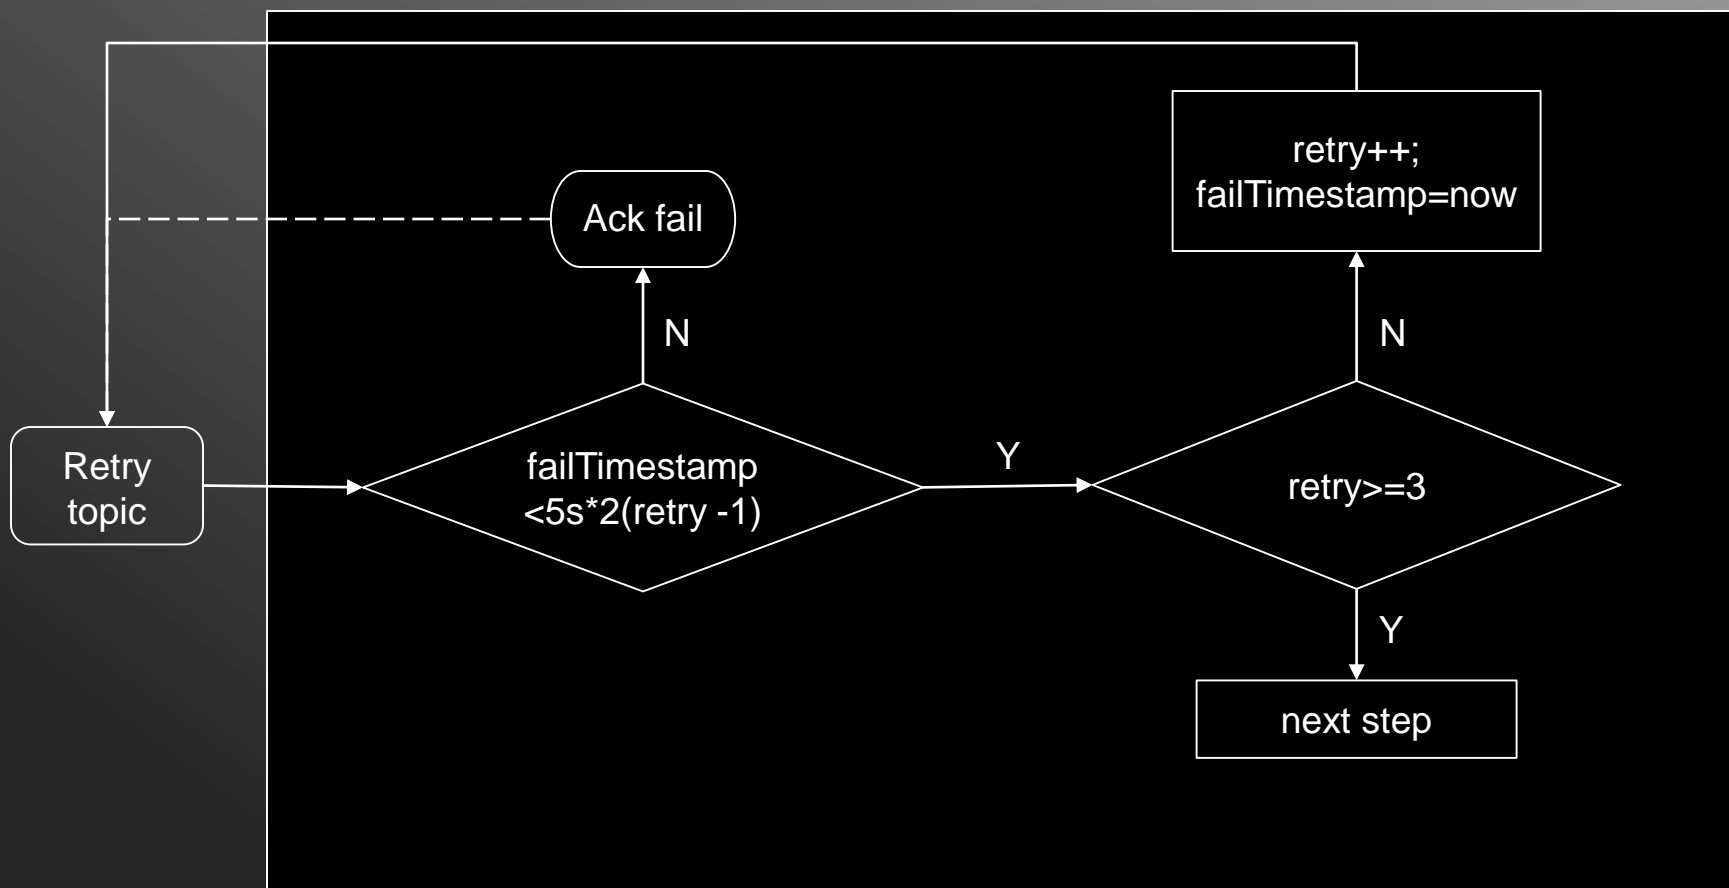 retry++;
failTimestamp=now
Ack fail
N
N
Retry
topic
failTimestamp
<5s*2(retry -1)
Y
retry>=3
Y
next step